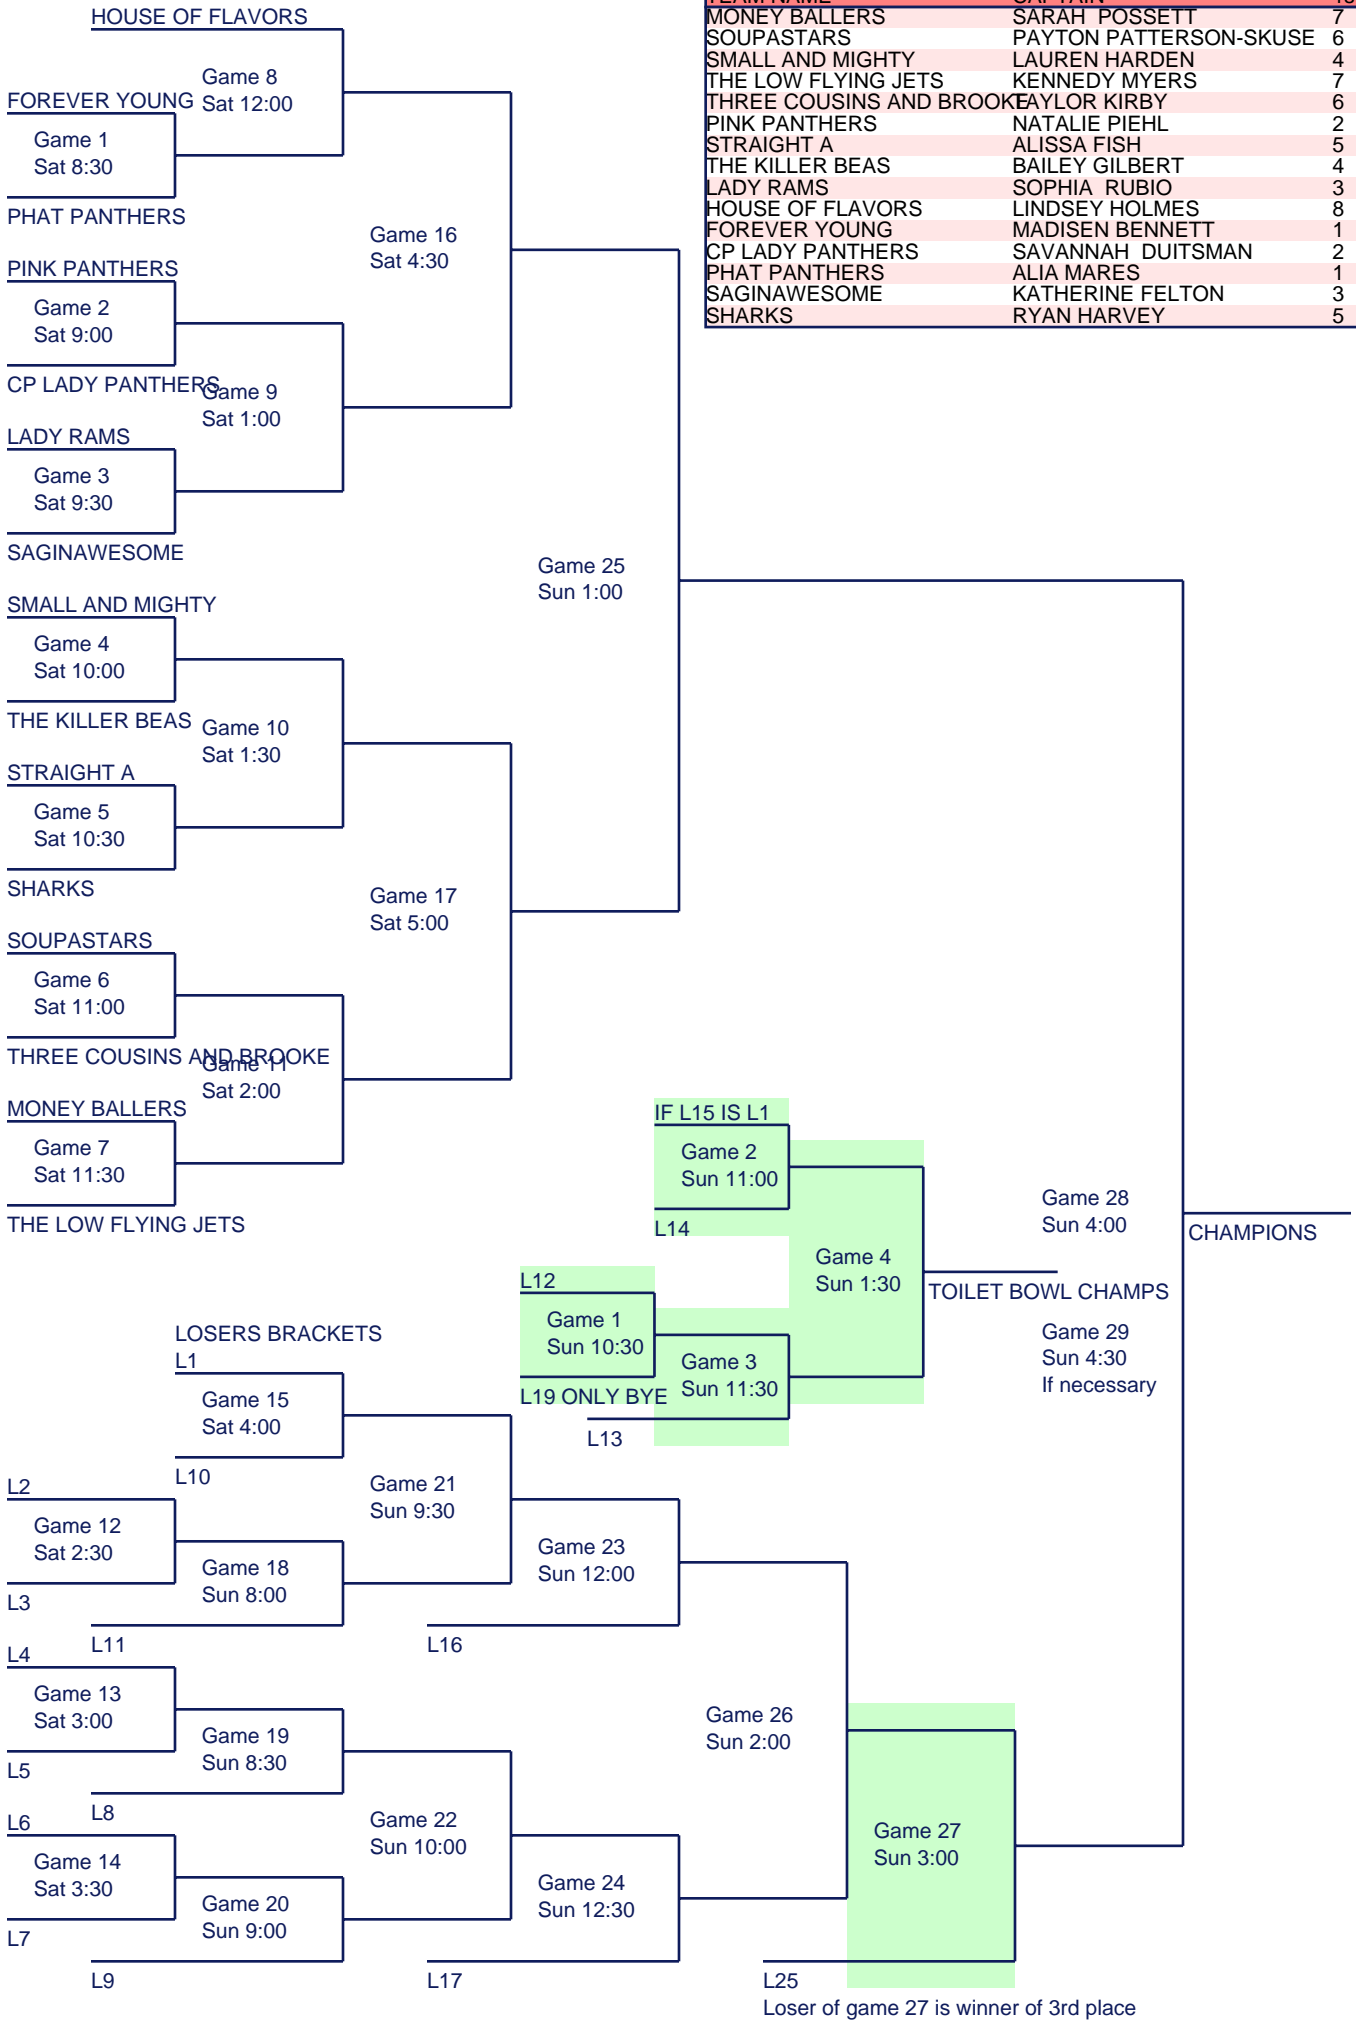 TEAM NAME CAPTAIN
MONEY BALLERS SARAH  POSSETT 7
SOUPASTARS PAYTON PATTERSON-SKUSE 6
SMALL AND MIGHTY LAUREN HARDEN 4
THE LOW FLYING JETS KENNEDY MYERS 7
THREE COUSINS AND BROOKE TAYLOR KIRBY 6
PINK PANTHERS NATALIE PIEHL 2
STRAIGHT A ALISSA FISH 5
THE KILLER BEAS BAILEY GILBERT 4
LADY RAMS SOPHIA  RUBIO 3
HOUSE OF FLAVORS LINDSEY HOLMES 8
FOREVER YOUNG MADISEN BENNETT 1
CP LADY PANTHERS SAVANNAH  DUITSMAN 2
PHAT PANTHERS ALIA MARES 1
SAGINAWESOME KATHERINE FELTON 3
SHARKS RYAN HARVEY 5
HOUSE OF FLAVORS
Game 8
Sat 12:00
FOREVER YOUNG
Game 1
Sat 8:30
PHAT PANTHERS
Game 16
Sat 4:30
PINK PANTHERS
Game 2
Sat 9:00
CP LADY PANTHERS
Game 9
Sat 1:00
LADY RAMS
Game 3
Sat 9:30
SAGINAWESOME
Game 25
Sun 1:00
SMALL AND MIGHTY
Game 4
Sat 10:00
THE KILLER BEAS
Game 10
Sat 1:30
STRAIGHT A
Game 5
Sat 10:30
SHARKS
Game 17
Sat 5:00
SOUPASTARS
Game 6
Sat 11:00
THREE COUSINS AND BROOKE
Game 11
Sat 2:00
MONEY BALLERS
Game 7
Sat 11:30
THE LOW FLYING JETS
IF L15 IS L1
Game 2
Sun 11:00
L14
Game 4
Sun 1:30
L12
Game 1
Sun 10:30
L19 ONLY BYE
Game 3
Sun 11:30
L13
TOILET BOWL CHAMPS
Game 28
Sun 4:00
CHAMPIONS
Game 29
Sun 4:30
If necessary
LOSERS BRACKETS
L1
Game 15
Sat 4:00
L10
Game 21
Sun 9:30
L2
Game 12
Sat 2:30
L3
Game 18
Sun 8:00
L11
Game 23
Sun 12:00
L16
L4
Game 13
Sat 3:00
L5
Game 19
Sun 8:30
L8
Game 26
Sun 2:00
L6
Game 14
Sat 3:30
L7
Game 22
Sun 10:00
Game 20
Sun 9:00
L9
Game 24
Sun 12:30
L17
Game 27
Sun 3:00
L25
Loser of game 27 is winner of 3rd place